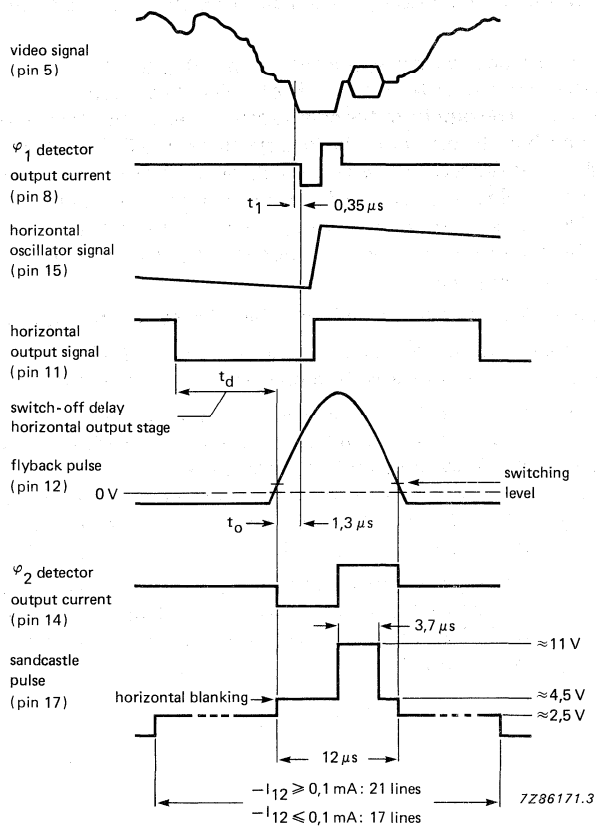 video signal
(pin 5)
φ1 detector
output current
(pin 8)
t1
0,35 μs
horizontal
oscillator signal
(pin 15)
horizontal
output signal
(pin 11)
td
switch-off delay
horizontal output stage
flyback pulse
(pin 12)
0 V
switching
level
to
1,3 μs
φ2 detector
output current
(pin 14)
3,7 μs
≈11 V
sandcastle
pulse
(pin 17)
horizontal blanking
≈4,5 V
≈2,5 V
12 μs
−I12 ⩾ 0,1 mA: 21 lines
−I12 ⩽ 0,1 mA: 17 lines
7Z86171.3